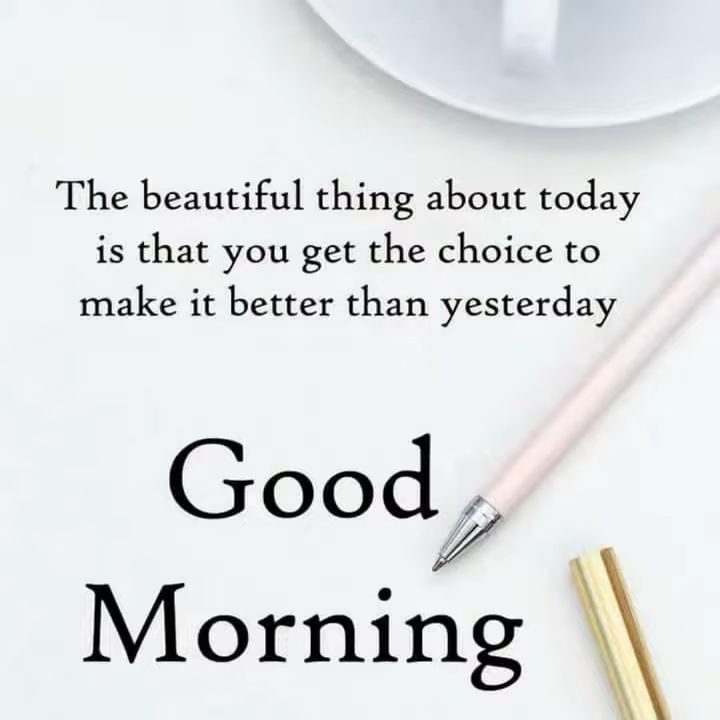 The beautiful thing about today
is that you get the choice to
make it better than yesterday
Good
Morning